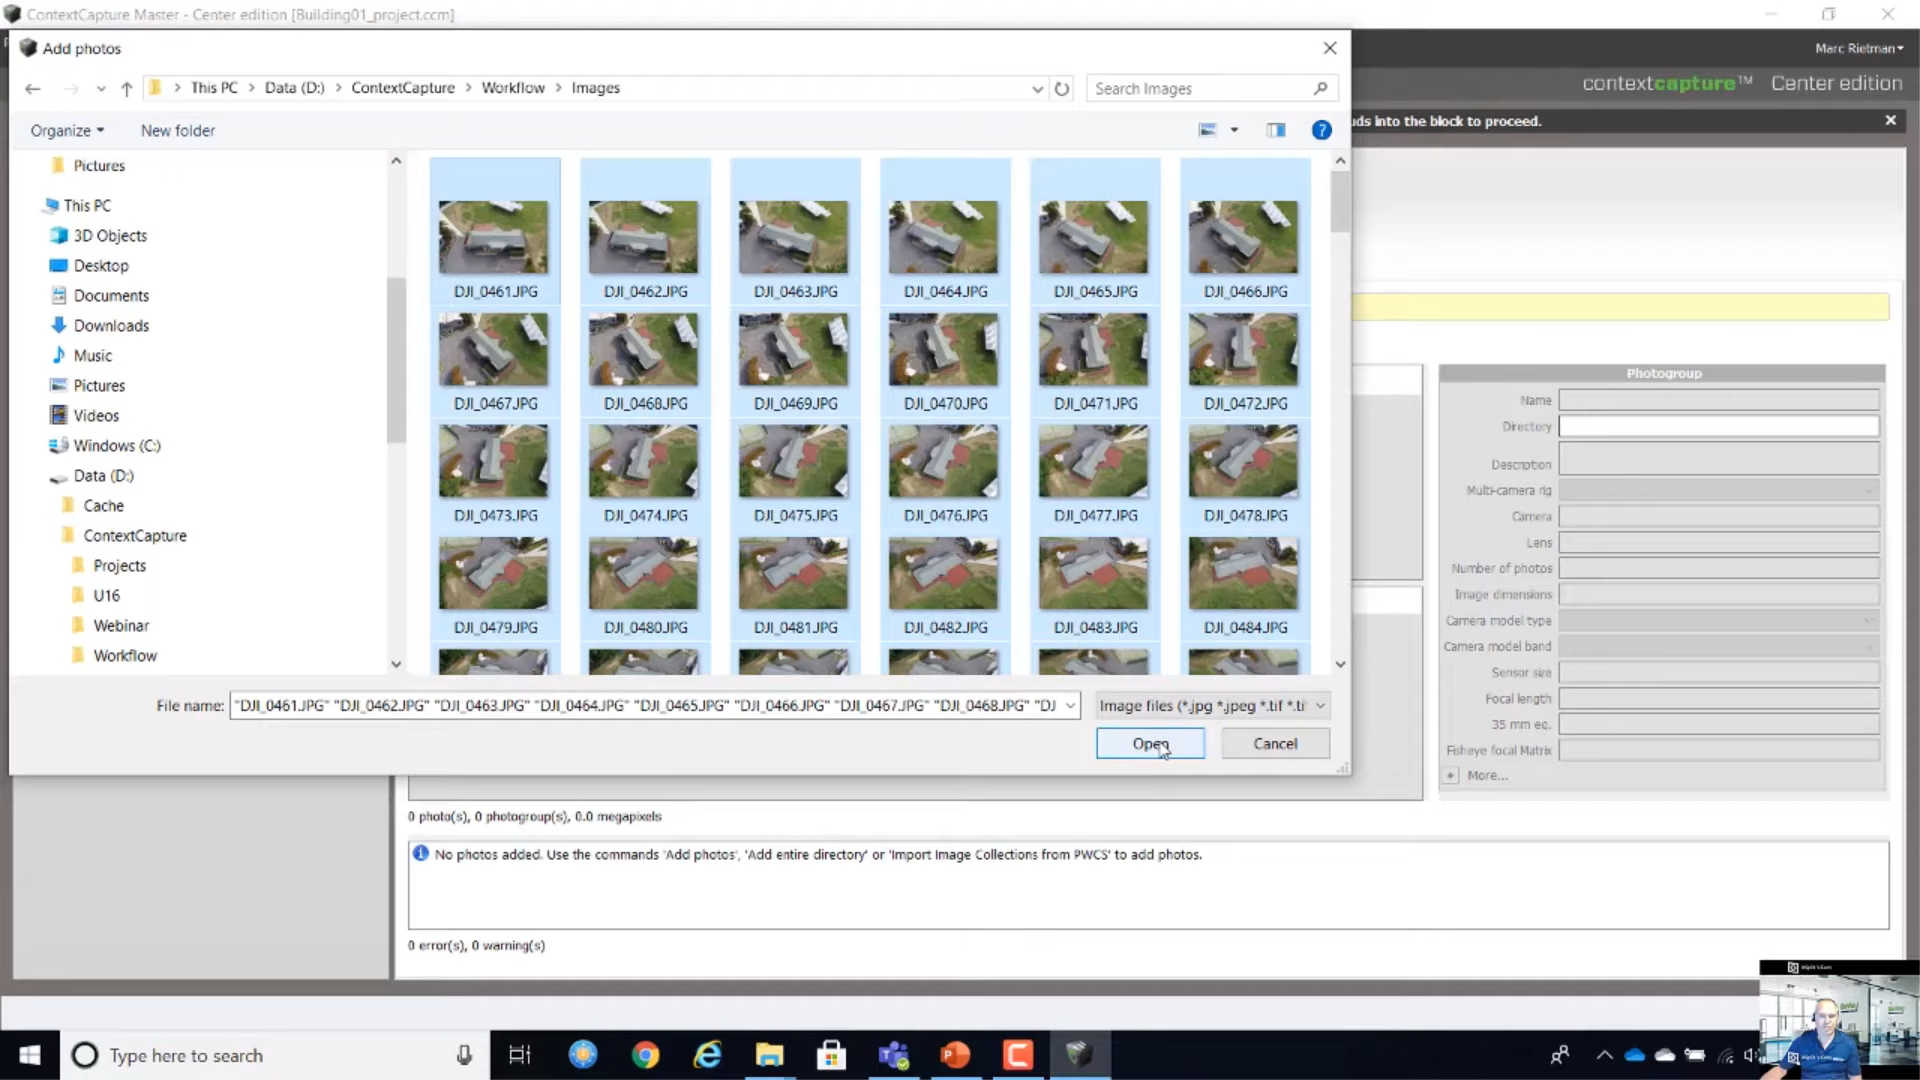 ContextCapture Master - Center edition [Building01_project.ccm]
Add photos
Marc Rietman
This PC > Data (D:) > ContextCapture > Workflow > Images
Search Images
contextcapture™ Center edition
Organize
New folder
uds into the block to proceed.
Pictures
This PC
3D Objects
Desktop
Documents
Downloads
Music
Pictures
Videos
Windows (C:)
Data (D:)
Cache
ContextCapture
Projects
U16
Webinar
Workflow
DJI_0461.JPG DJI_0462.JPG DJI_0463.JPG DJI_0464.JPG DJI_0465.JPG DJI_0466.JPG
DJI_0467.JPG DJI_0468.JPG DJI_0469.JPG DJI_0470.JPG DJI_0471.JPG DJI_0472.JPG
DJI_0473.JPG DJI_0474.JPG DJI_0475.JPG DJI_0476.JPG DJI_0477.JPG DJI_0478.JPG
DJI_0479.JPG DJI_0480.JPG DJI_0481.JPG DJI_0482.JPG DJI_0483.JPG DJI_0484.JPG
File name: "DJI_0461.JPG" "DJI_0462.JPG" "DJI_0463.JPG" "DJI_0464.JPG" "DJI_0465.JPG" "DJI_0466.JPG" "DJI_0467.JPG" "DJI_0468.JPG" "DJ
Image files (*.jpg *.jpeg *.tif *.ti
Open
Cancel
Photogroup
Name
Directory
Description
Multi-camera rig
Camera
Lens
Number of photos
Image dimensions
Camera model type
Camera model band
Sensor size
Focal length
35 mm eq.
Fisheye focal Matrix
More...
0 photo(s), 0 photogroup(s), 0.0 megapixels
No photos added. Use the commands 'Add photos', 'Add entire directory' or 'Import Image Collections from PWCS' to add photos.
0 error(s), 0 warning(s)
Type here to search